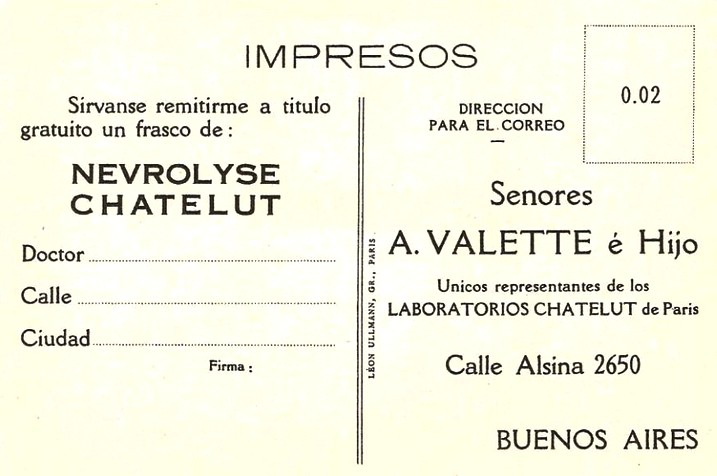 IMPRESOS
Sírvanse remitirme a titulo
gratuito un frasco de :
NEVROLYSE
CHATELUT
Doctor
Calle
Ciudad
Firma :
LÉON ULLMANN, GR., PARIS.
0.02
DIRECCION
PARA EL CORREO
Senores
A. VALETTE é Hijo
Unicos representantes de los
LABORATORIOS CHATELUT de Paris
Calle Alsina 2650
BUENOS AIRES